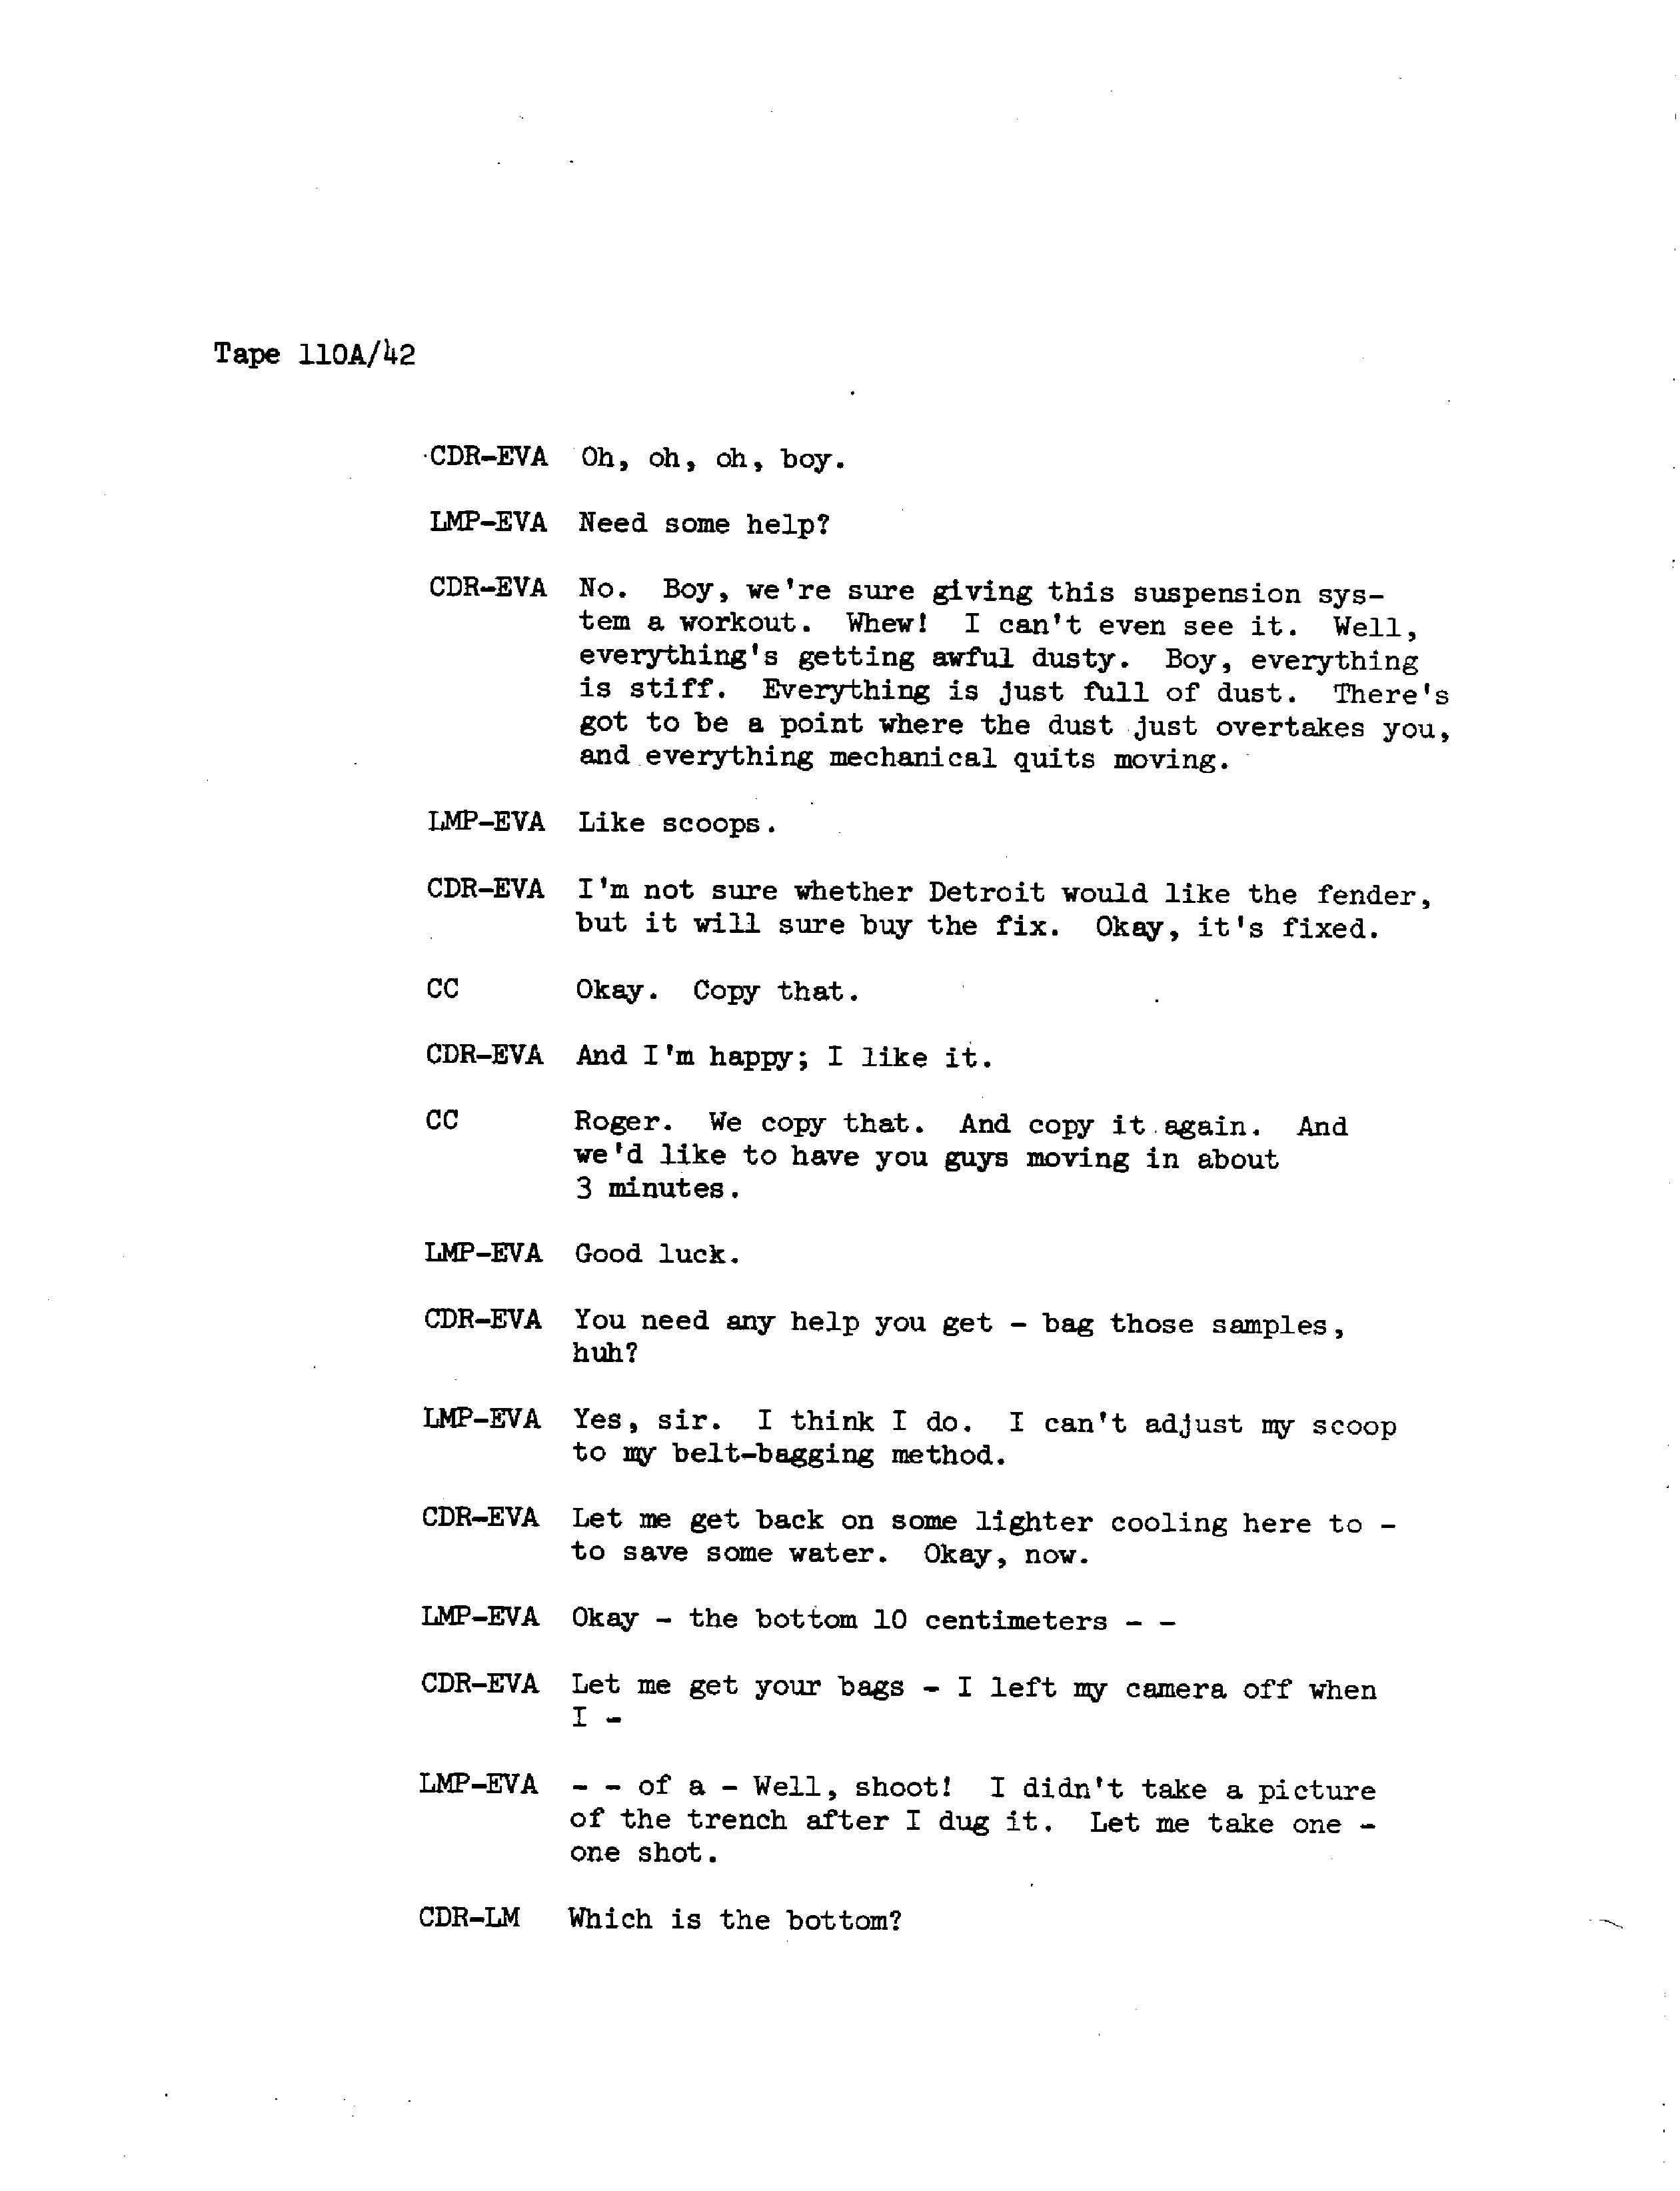 Tape 110A/42
CDR-EVA Oh, oh, oh, boy.
LMP-EVA Need some help?
CDR-EVA No. Boy, we're sure giving this suspension sys-
tem a workout. Whew! I can't even see it. Well,
everything's getting awful dusty. Boy, everything
is stiff. Everything is just full of dust. There's
got to be a point where the dust just overtakes you,
and everything mechanical quits moving.
LMP-EVA Like scoops.
CDR-EVA I'm not sure whether Detroit would like the fender,
but it will sure buy the fix. Okay, it's fixed.
CC Okay. Copy that.
CDR-EVA And I'm happy; I like it.
CC Roger. We copy that. And copy it again. And
we'd like to have you guys moving in about
3 minutes.
LMP-EVA Good luck.
CDR-EVA You need any help you get - bag those samples,
huh?
LMP-EVA Yes, sir. I think I do. I can't adjust my scoop
to my belt-bagging method.
CDR-EVA Let me get back on some lighter cooling here to -
to save some water. Okay, now.
LMP-EVA Okay - the bottom 10 centimeters - -
CDR-EVA Let me get your bags - I left my camera off when
I -
LMP-EVA - - of a - Well, shoot! I didn't take a picture
of the trench after I dug it. Let me take one -
one shot.
CDR-LM Which is the bottom?